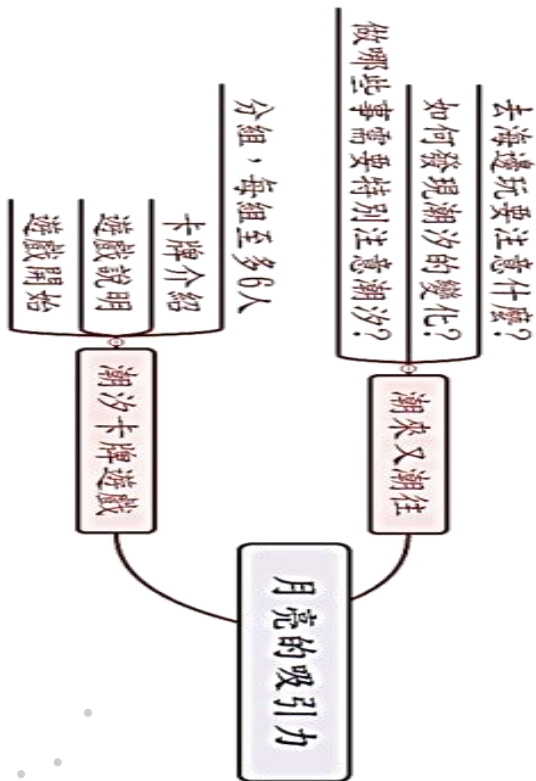 月亮的吸引力
潮來又潮往
去海邊玩要注意什麼?
如何發現潮汐的變化?
做哪些事需要特別注意潮汐?
潮汐卡牌遊戲
分組，每組至多6人
卡牌介紹
遊戲說明
遊戲開始